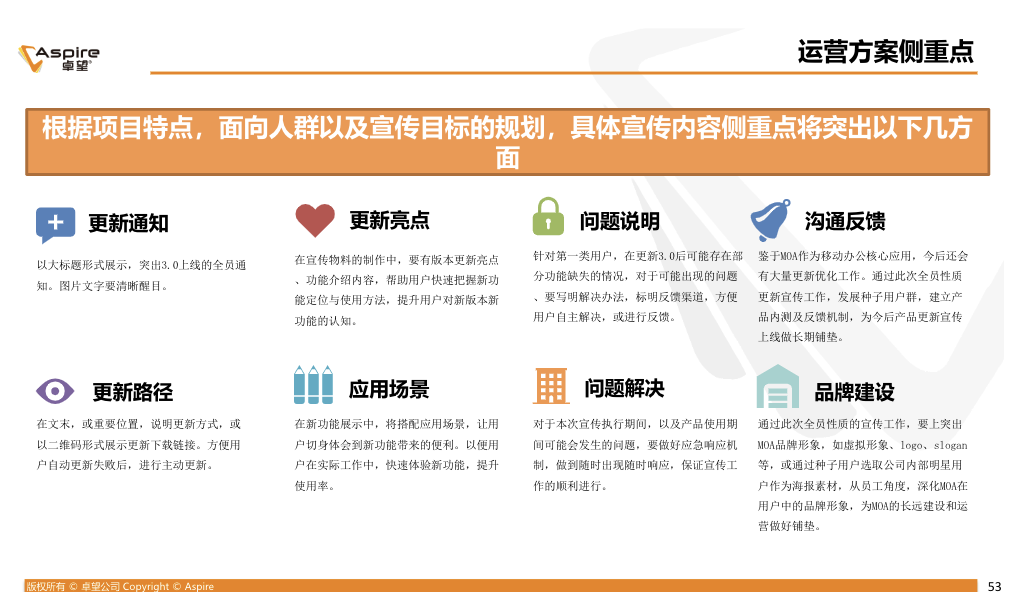 Aspire
卓望®
运营方案侧重点
根据项目特点，面向人群以及宣传目标的规划，具体宣传内容侧重点将突出以下几方
面
更新通知
以大标题形式展示，突出3.0上线的全员通
知。图片文字要清晰醒目。
更新亮点
在宣传物料的制作中，要有版本更新亮点
、功能介绍内容，帮助用户快速把握新功
能定位与使用方法，提升用户对新版本新
功能的认知。
问题说明
针对第一类用户，在更新3.0后可能存在部
分功能缺失的情况，对于可能出现的问题
、要写明解决办法，标明反馈渠道，方便
用户自主解决，或进行反馈。
沟通反馈
鉴于MOA作为移动办公核心应用，今后还会
有大量更新优化工作。通过此次全员性质
更新宣传工作，发展种子用户群，建立产
品内测及反馈机制，为今后产品更新宣传
上线做长期铺垫。
更新路径
在文末，或重要位置，说明更新方式，或
以二维码形式展示更新下载链接。方便用
户自动更新失败后，进行主动更新。
应用场景
在新功能展示中，将搭配应用场景，让用
户切身体会到新功能带来的便利。以便用
户在实际工作中，快速体验新功能，提升
使用率。
问题解决
对于本次宣传执行期间，以及产品使用期
间可能会发生的问题，要做好应急响应机
制，做到随时出现随时响应，保证宣传工
作的顺利进行。
品牌建设
通过此次全员性质的宣传工作，要上突出
MOA品牌形象，如虚拟形象、logo、slogan
等，或通过种子用户选取公司内部明星用
户作为海报素材，从员工角度，深化MOA在
用户中的品牌形象，为MOA的长远建设和运
营做好铺垫。
版权所有 © 卓望公司 Copyright © Aspire
53